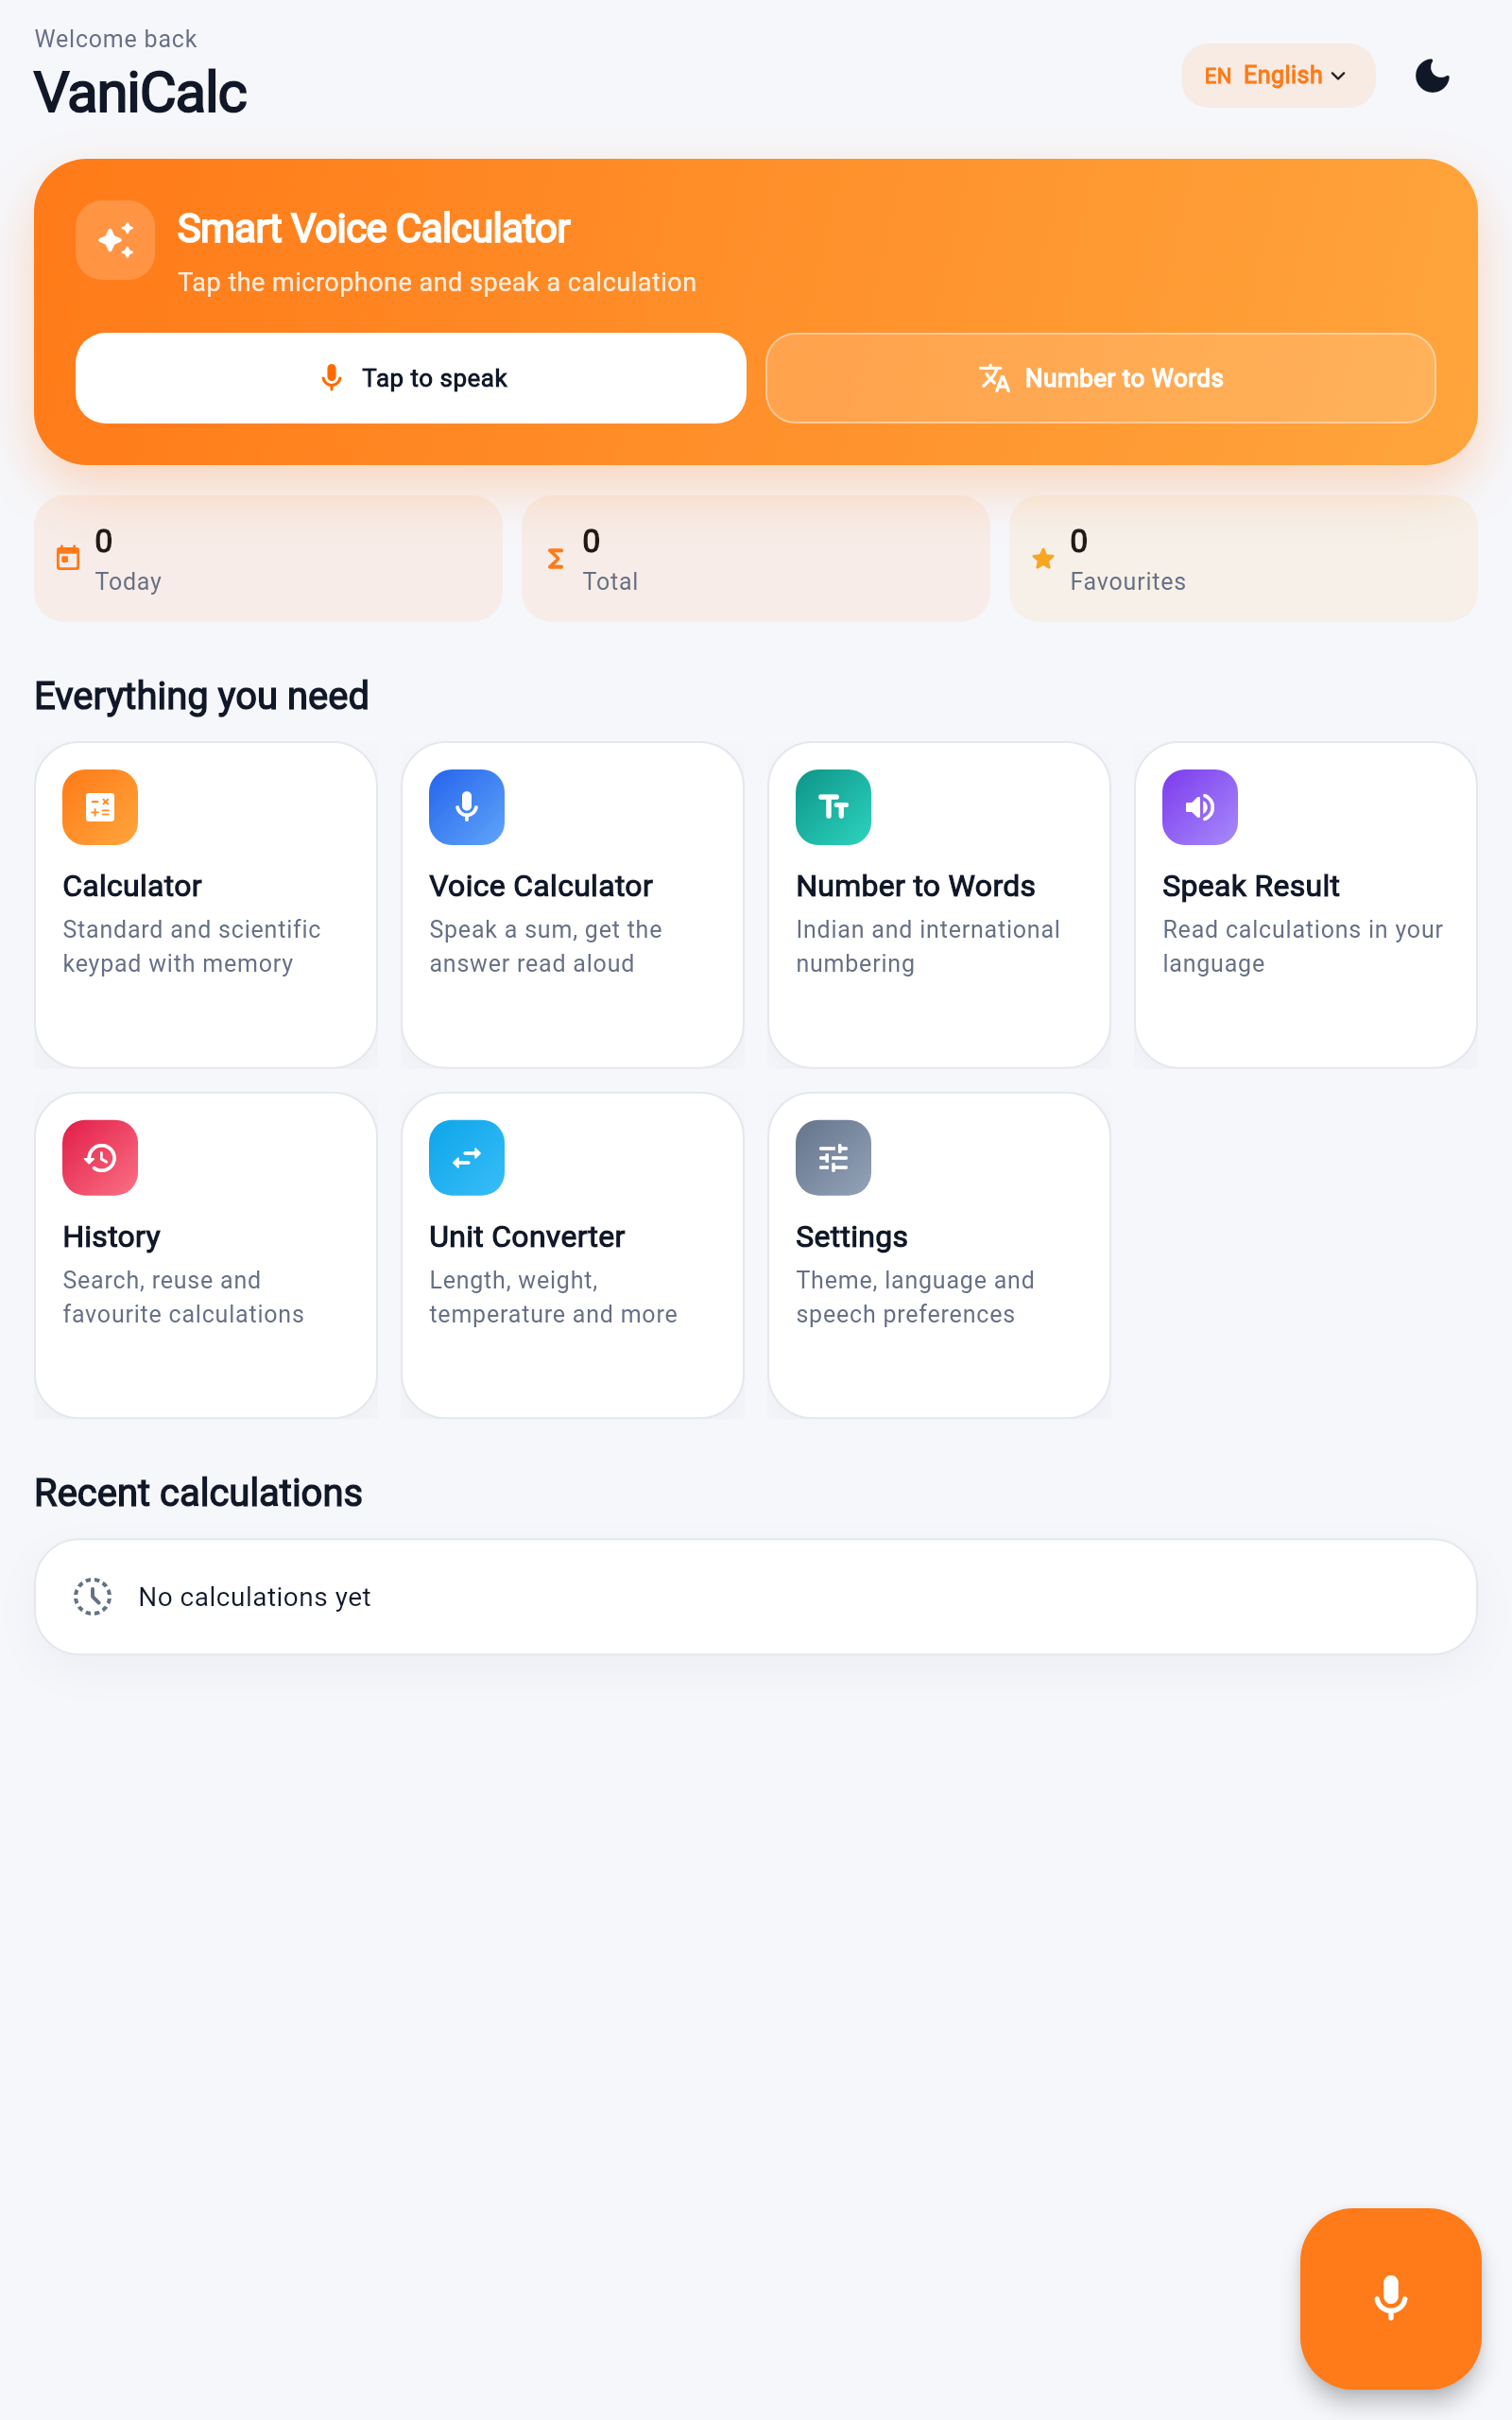 Welcome back
VaniCalc
EN English
Smart Voice Calculator
Tap the microphone and speak a calculation
Tap to speak
Number to Words
0
Today
0
Total
0
Favourites
Everything you need
Calculator
Standard and scientific
keypad with memory
Voice Calculator
Speak a sum, get the
answer read aloud
Number to Words
Indian and international
numbering
Speak Result
Read calculations in your
language
History
Search, reuse and
favourite calculations
Unit Converter
Length, weight,
temperature and more
Settings
Theme, language and
speech preferences
Recent calculations
No calculations yet